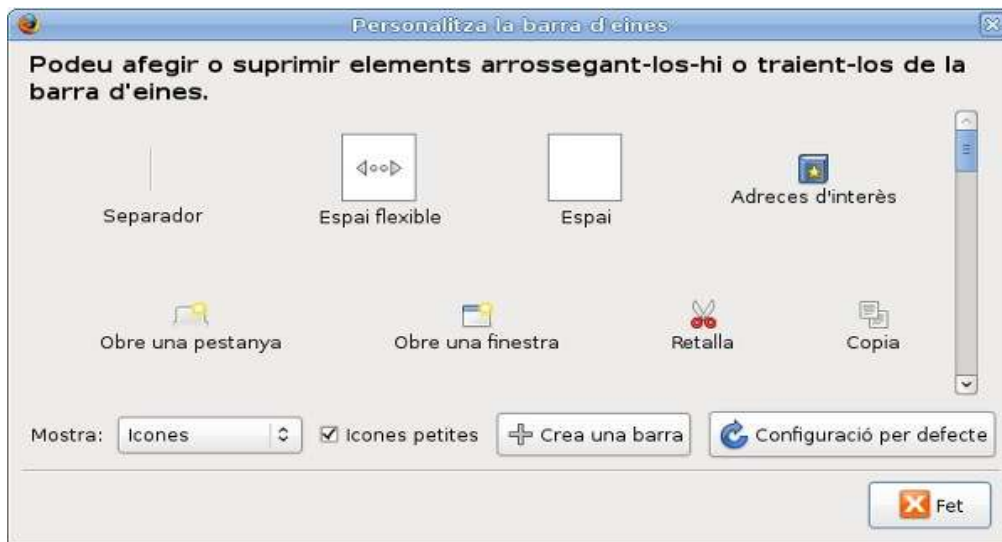 Personalitza la barra d'eines
Podeu afegir o suprimir elements arrossegant-los-hi o traient-los de la
barra d'eines.
Separador
Espai flexible
Espai
Adreces d'interès
Obre una pestanya
Obre una finestra
Retalla
Copia
Mostra: Icones Icones petites Crea una barra Configuració per defecte
Fet